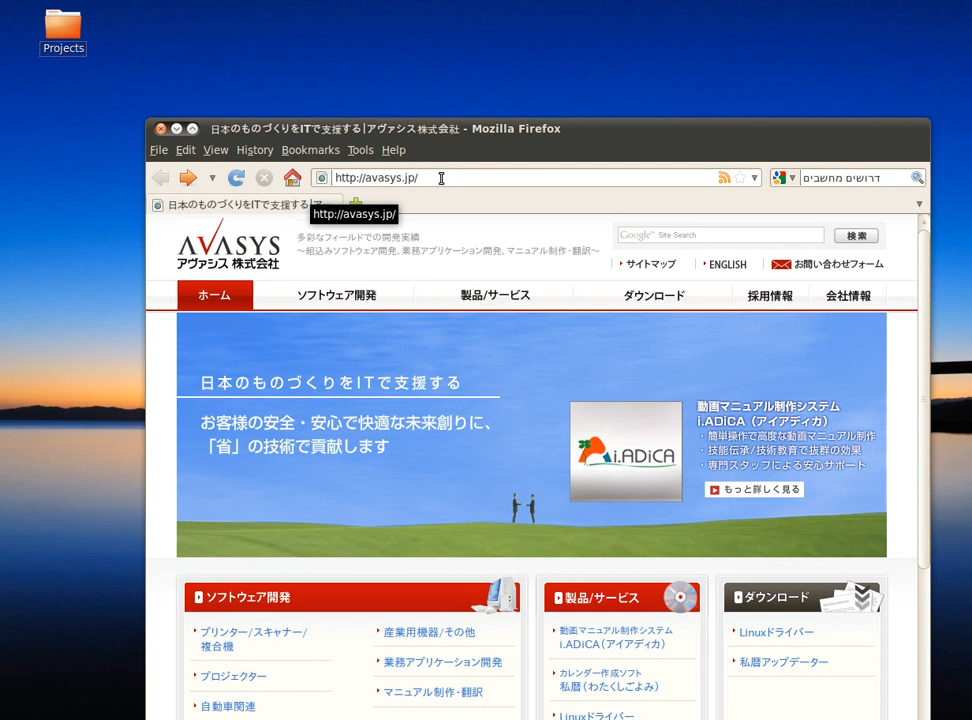 Projects
日本のものづくりをITで支援する|アヴァシス株式会社 - Mozilla Firefox
File Edit View History Bookmarks Tools Help
http://avasys.jp/
דרושים מחשבים
日本のものづくりをITで支援する|ア...
http://avasys.jp/
AVASYS
アヴァシス 株式会社
多彩なフィールドでの開発実績
～組込みソフトウェア開発、業務アプリケーション開発、マニュアル制作・翻訳～
Google™ Site Search
検索
サイトマップ
ENGLISH
お問い合わせフォーム
ホーム
ソフトウェア開発
製品/サービス
ダウンロード
採用情報
会社情報
日本のものづくりをITで支援する
お客様の安全・安心で快適な未来創りに、
「省」の技術で貢献します
i.ADiCA
動画マニュアル制作システム
i.ADiCA（アイアディカ）
・簡単操作で高度な動画マニュアル制作
・技能伝承/技術教育で抜群の効果
・専門スタッフによる安心サポート
もっと詳しく見る
ソフトウェア開発
プリンター/スキャナー/
複合機
プロジェクター
自動車関連
産業用機器/その他
業務アプリケーション開発
マニュアル制作・翻訳
製品/サービス
動画マニュアル制作システム
i.ADiCA（アイアディカ）
カレンダー作成ソフト
私暦（わたくしごよみ）
Linuxドライバー
ダウンロード
Linuxドライバー
私暦アップデーター